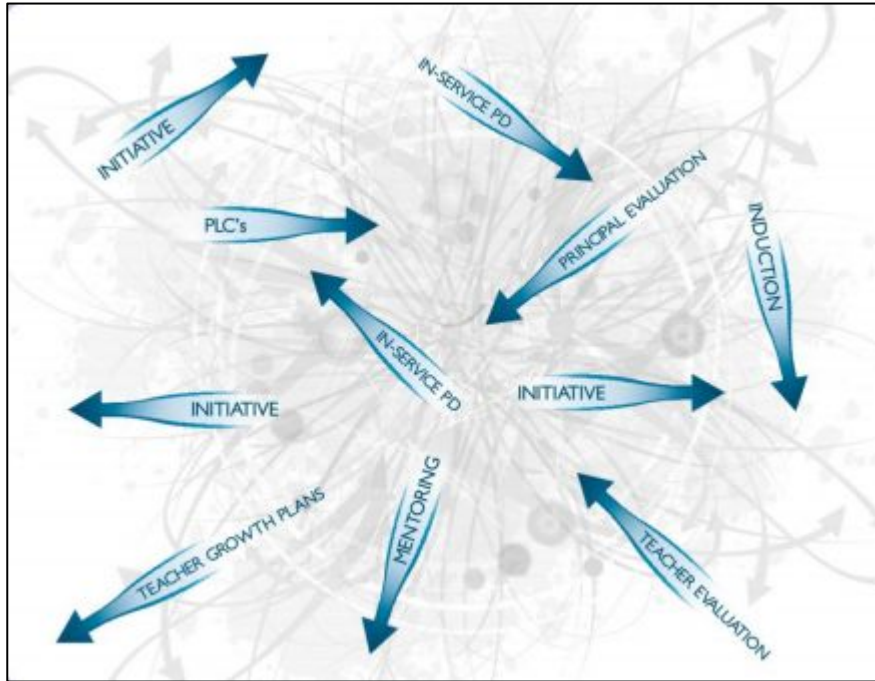 INITIATIVE
IN-SERVICE PD
PLC's
PRINCIPAL EVALUATION
INDUCTION
IN-SERVICE PD
INITIATIVE
INITIATIVE
TEACHER GROWTH PLANS
MENTORING
TEACHER EVALUATION